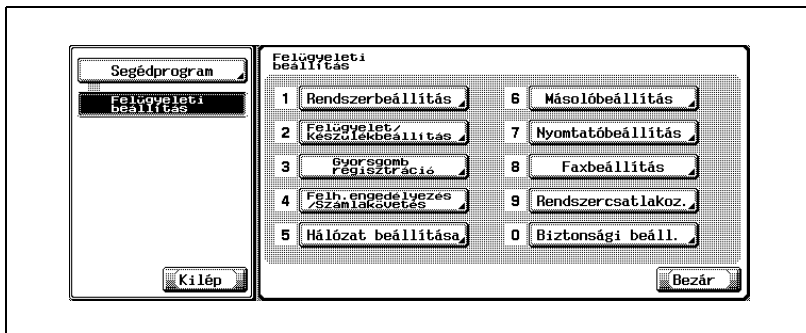 Segédprogram
Felügyeleti
beállítás
Kilép
Felügyeleti
beállítás
1 Rendszerbeállítás
2 Felügyelet/
Készülékbeállítás
3 Gyorsgomb
regisztráció
4 Felh.engedélyezés
/Számlakövetés
5 Hálózat beállítása
6 Másolóbeállítás
7 Nyomtatóbeállítás
8 Faxbeállítás
9 Rendszercsatlakoz.
0 Biztonsági beáll.
Bezár